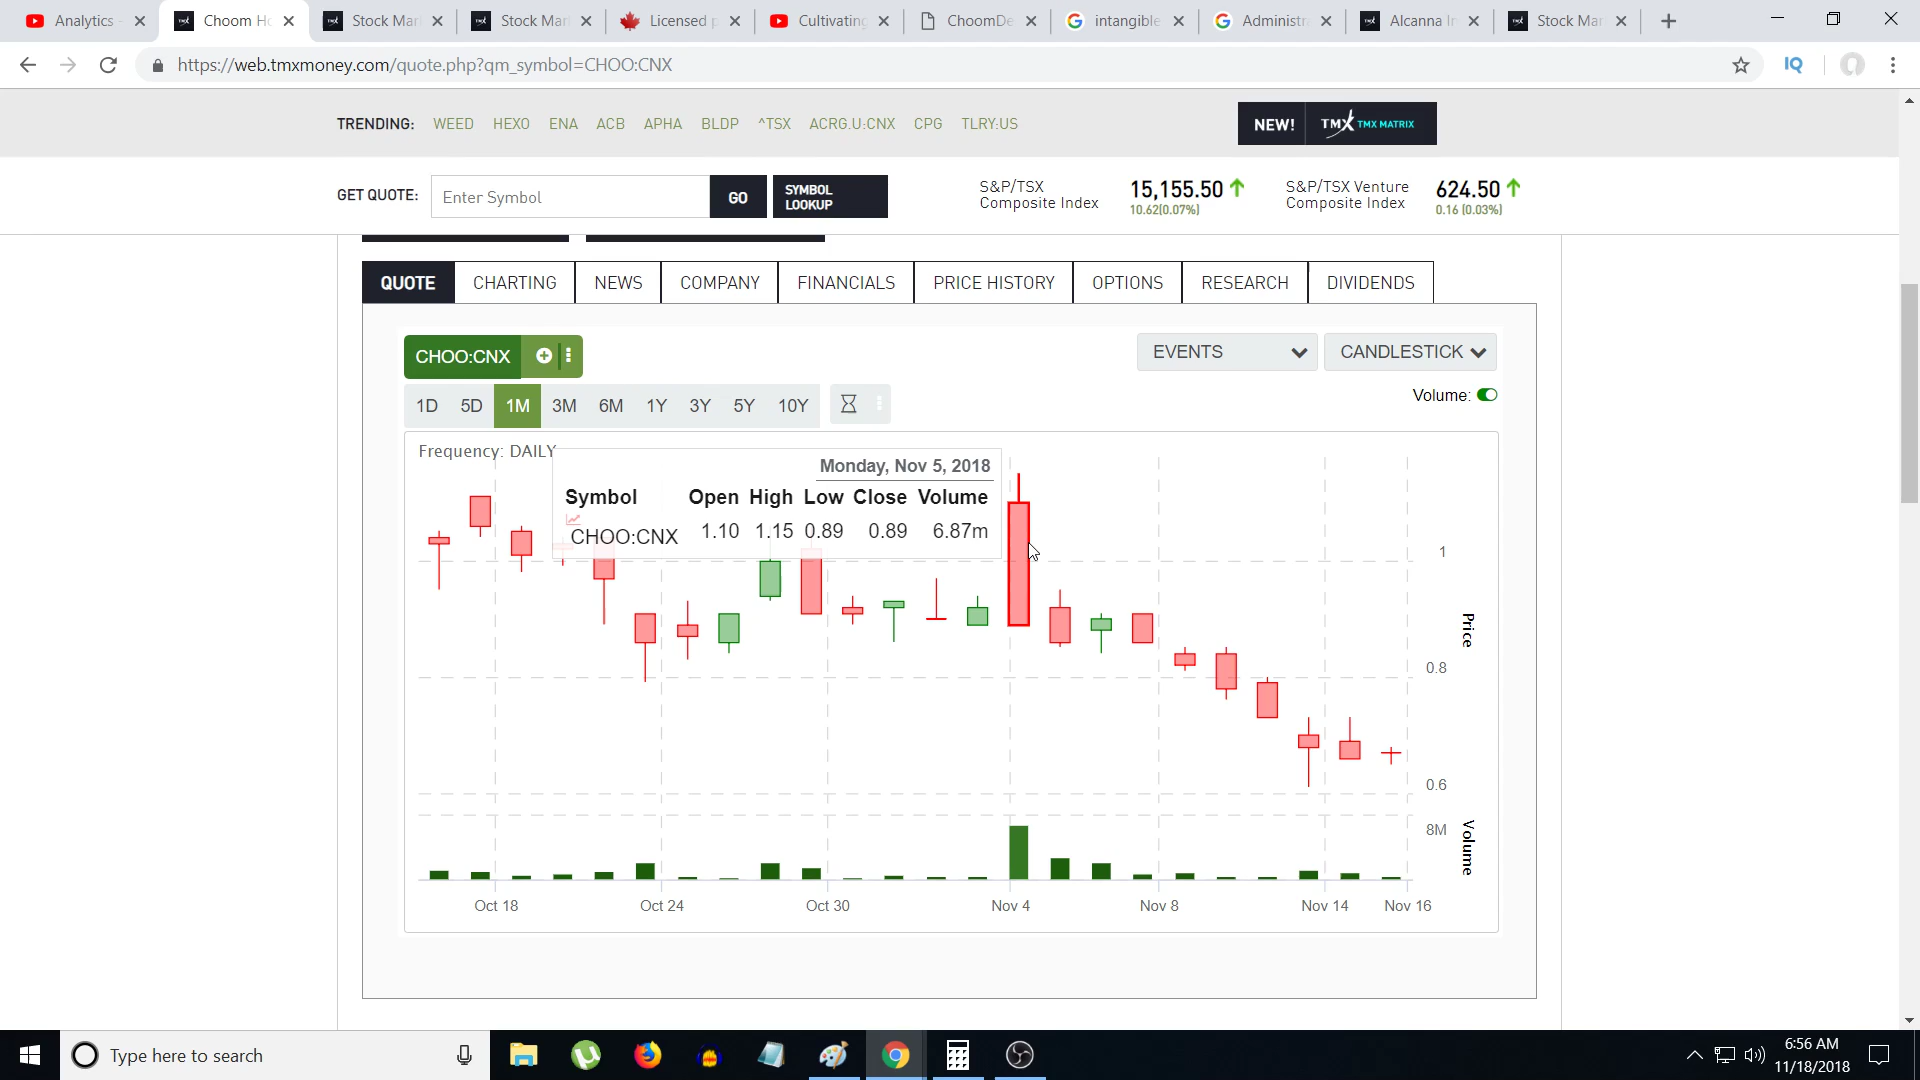 Analytics
Choom Ho
Stock Mar
Stock Mar
Licensed p
Cultivating
ChoomDe
intangible
Administra
Alcanna In
Stock Mar
https://web.tmxmoney.com/quote.php?qm_symbol=CHOO:CNX
IQ
TRENDING: WEED HEXO ENA ACB APHA BLDP ^TSX ACRG.U:CNX CPG TLRY:US
NEW! TMX TMX MATRIX
GET QUOTE: Enter Symbol GO SYMBOL LOOKUP
S&P/TSX Composite Index 15,155.50 10.62(0.07%)
S&P/TSX Venture Composite Index 624.50 0.16 (0.03%)
QUOTE CHARTING NEWS COMPANY FINANCIALS PRICE HISTORY OPTIONS RESEARCH DIVIDENDS
CHOO:CNX
EVENTS CANDLESTICK
1D 5D 1M 3M 6M 1Y 3Y 5Y 10Y
Volume:
Frequency: DAILY
Monday, Nov 5, 2018
Symbol Open High Low Close Volume
CHOO:CNX 1.10 1.15 0.89 0.89 6.87m
1
Price
0.8
0.6
8M
Volume
Oct 18 Oct 24 Oct 30 Nov 4 Nov 8 Nov 14 Nov 16
Type here to search
6:56 AM
11/18/2018